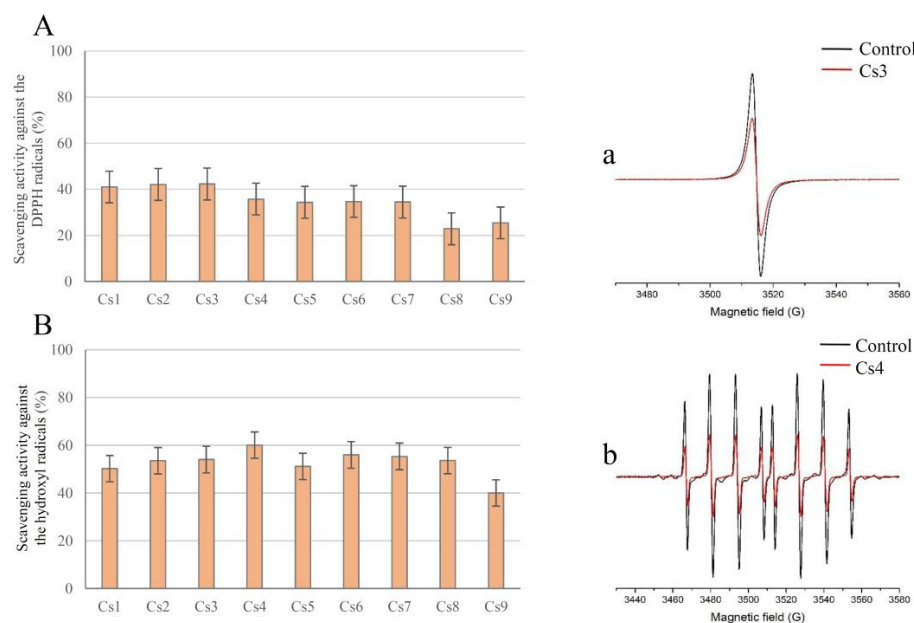 A
Scavenging activity against the
DPPH radicals (%)
100
80
60
40
20
0
Cs1 Cs2 Cs3 Cs4 Cs5 Cs6 Cs7 Cs8 Cs9
a
Control
Cs3
3480 3500 3520 3540 3560
Magnetic field (G)
B
Scavenging activity against
the hydroxyl radicals (%)
100
80
60
40
20
0
Cs1 Cs2 Cs3 Cs4 Cs5 Cs6 Cs7 Cs8 Cs9
b
Control
Cs4
3440 3460 3480 3500 3520 3540 3560
Magnetic field (G)